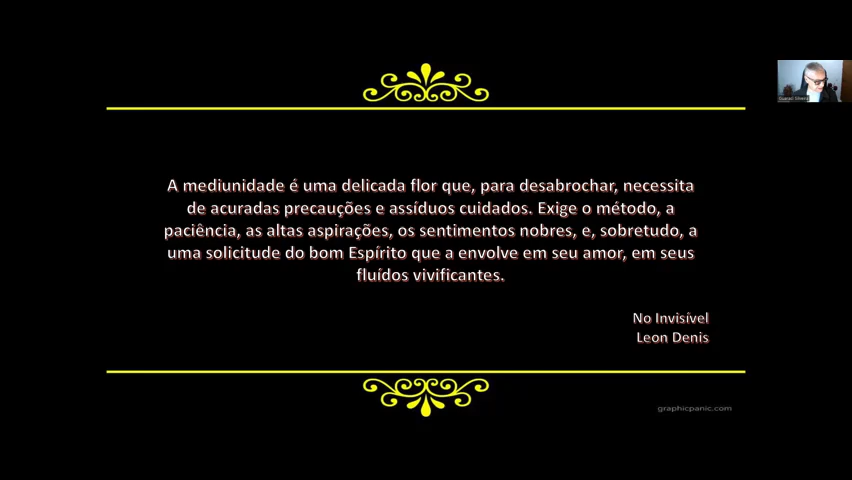 A mediunidade é uma delicada flor que, para desabrochar, necessita
de acuradas precauções e assíduos cuidados. Exige o método, a
paciência, as altas aspirações, os sentimentos nobres, e, sobretudo, a
uma solicitude do bom Espírito que a envolve em seu amor, em seus
fluídos vivificantes.
No Invisível
Leon Denis
graphicpanic.com